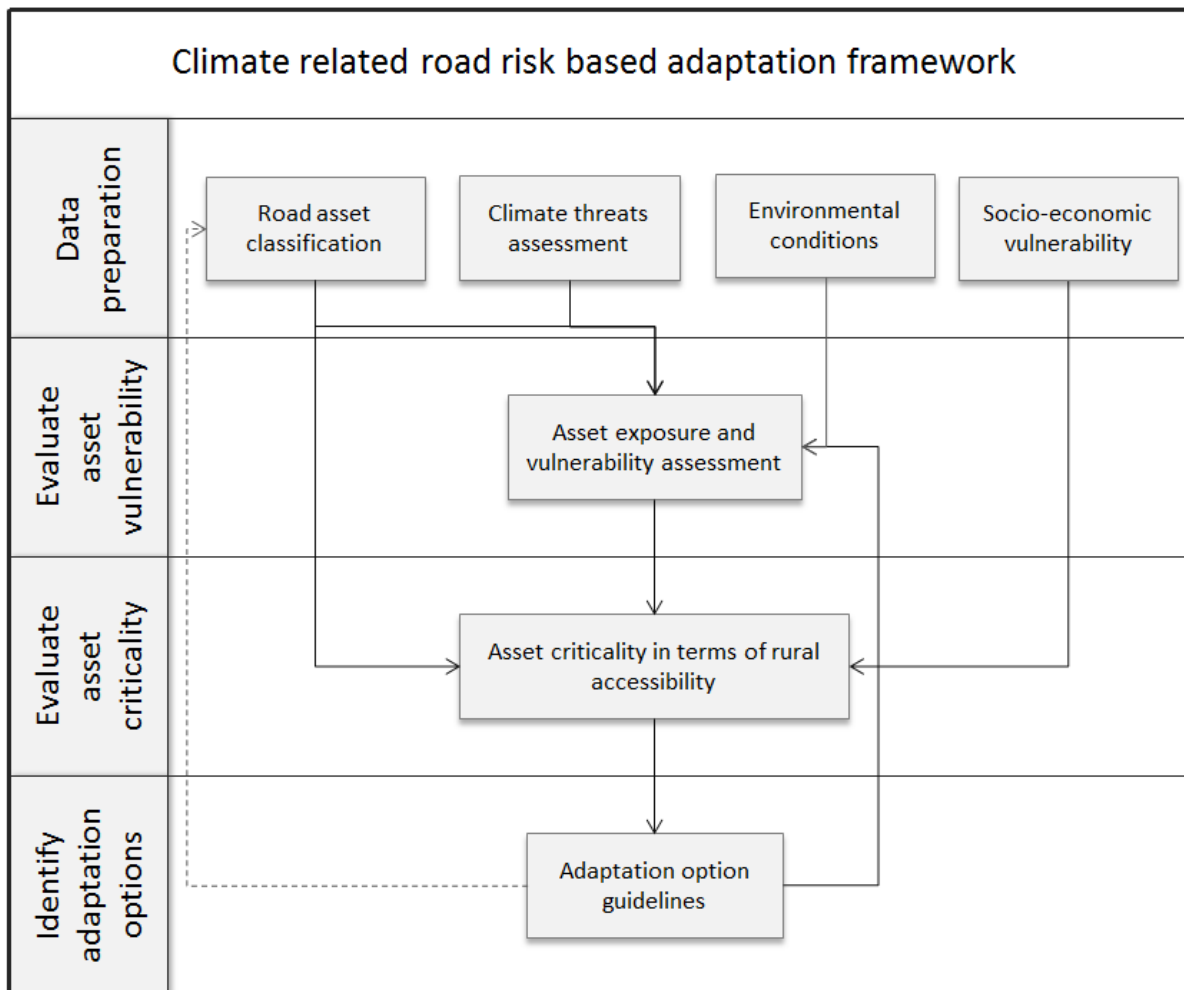 Climate related road risk based adaptation framework
Data
preparation
Road asset
classification
Climate threats
assessment
Environmental
conditions
Socio-economic
vulnerability
Evaluate
asset
vulnerability
Asset exposure and
vulnerability assessment
Evaluate
asset
criticality
Asset criticality in terms of rural
accessibility
Identify
adaptation
options
Adaptation option
guidelines